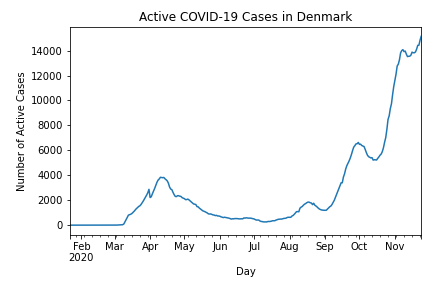 Active COVID-19 Cases in Denmark
Number of Active Cases
14000
12000
10000
8000
6000
4000
2000
0
Feb Mar Apr May Jun Jul Aug Sep Oct Nov
2020
Day